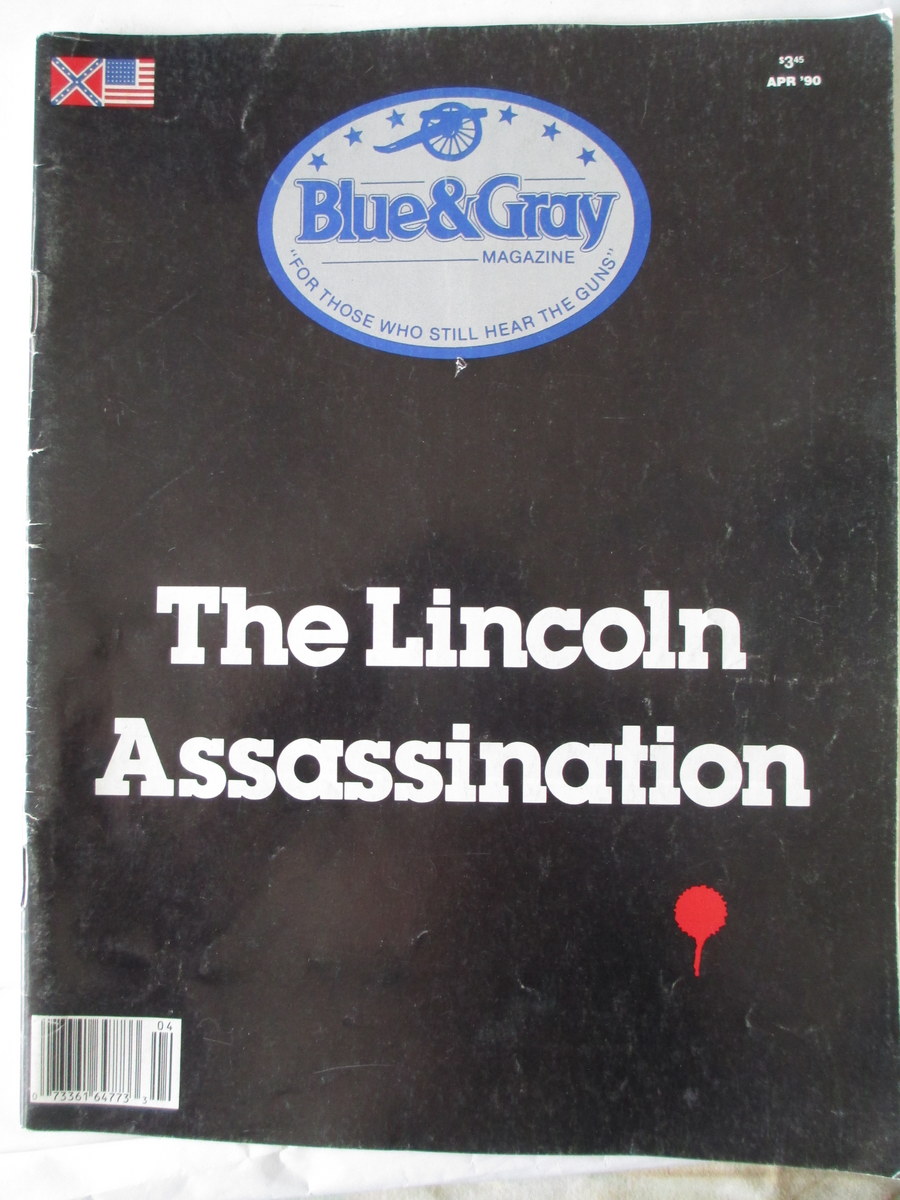 $3.45
APR '90
Blue&Gray
MAGAZINE
"FOR THOSE WHO STILL HEAR THE GUNS"
The Lincoln
Assassination
04
0 73361 64773 3